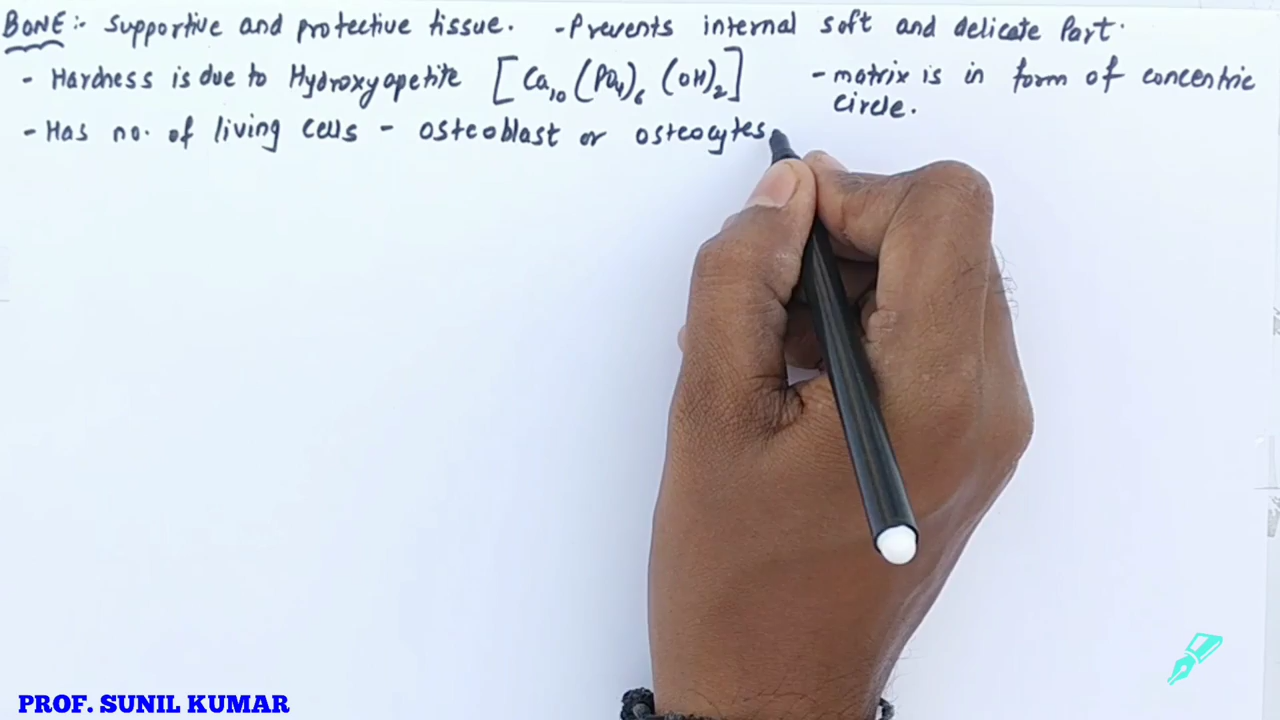 BONE :- Supportive and protective tissue. - Prevents internal soft and delicate Part.
- Hardness is due to Hydroxyapetite [Ca10 (PO4)6 (OH)2] - matrix is in form of concentric
circle.
- Has no. of living cells - osteoblast or osteocytes
PROF. SUNIL KUMAR